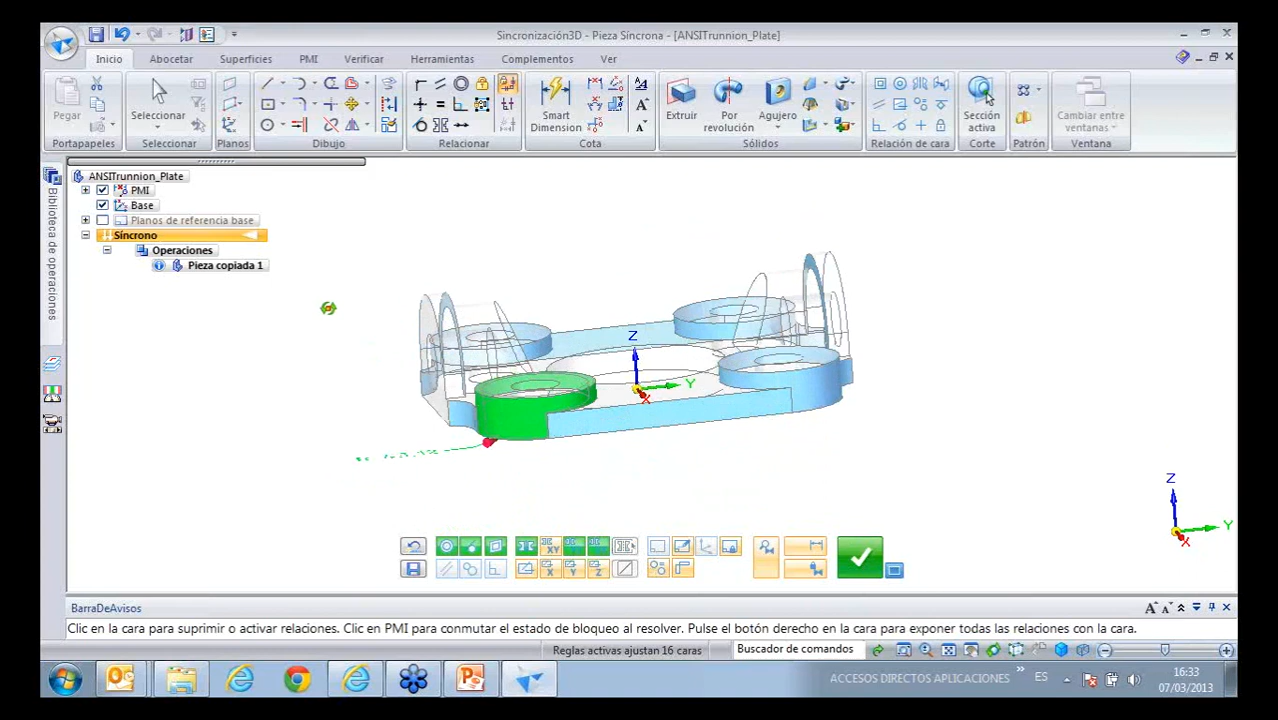 Sincronización3D - Pieza Síncrona - [ANSITrunnion_Plate]
Inicio Abocetar Superficies PMI Verificar Herramientas Complementos Ver
Pegar Seleccionar Smart Dimension Extruir Por revolución Agujero Sección activa Cambiar entre ventanas
Portapapeles Seleccionar Planos Dibujo Relacionar Cota Sólidos Relación de cara Corte Patrón Ventana
Biblioteca de operaciones
ANSITrunnion_Plate
PMI
Base
Planos de referencia base
Síncrono
Operaciones
Pieza copiada 1
Z
Y
X
Z
Y
X
XY
X Y Z
BarraDeAvisos
Clic en la cara para suprimir o activar relaciones. Clic en PMI para conmutar el estado de bloqueo al resolver. Pulse el botón derecho en la cara para exponer todas las relaciones con la cara.
Reglas activas ajustan 16 caras Buscador de comandos
ACCESOS DIRECTOS APLICACIONES » ES 16:33
07/03/2013